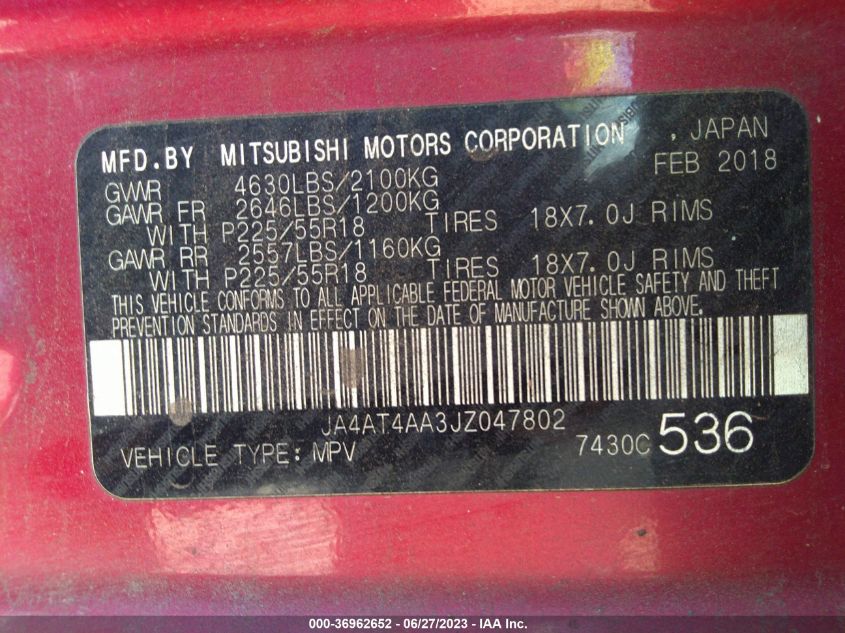 MFD.BY MITSUBISHI MOTORS CORPORATION , JAPAN
FEB 2018
GVWR 4630LBS/2100KG
GAWR FR 2646LBS/1200KG
WITH P225/55R18 TIRES 18X7.0J RIMS
GAWR RR 2557LBS/1160KG
WITH P225/55R18 TIRES 18X7.0J RIMS
THIS VEHICLE CONFORMS TO ALL APPLICABLE FEDERAL MOTOR VEHICLE SAFETY AND THEFT
PREVENTION STANDARDS IN EFFECT ON THE DATE OF MANUFACTURE SHOWN ABOVE.
JA4AT4AA3JZ047802
VEHICLE TYPE: MPV 7430C 536
000-36962652 - 06/27/2023 - IAA Inc.